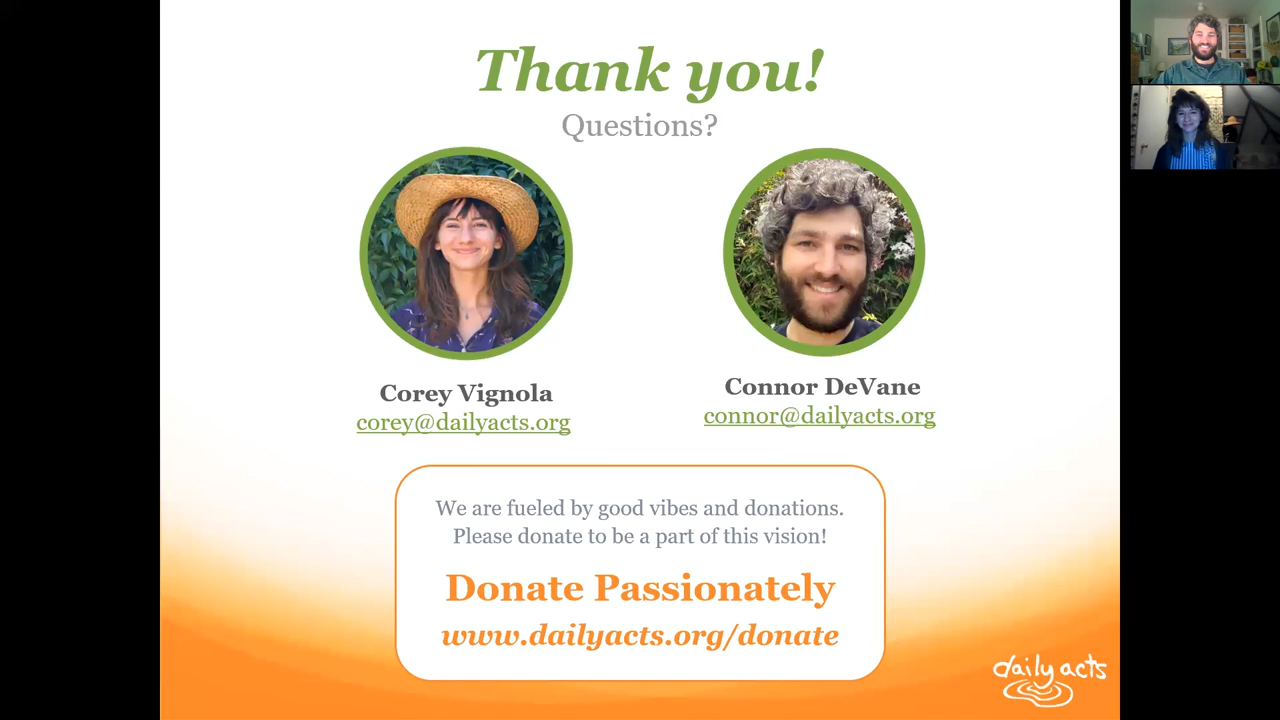 Thank you!
Questions?
Corey Vignola
corey@dailyacts.org
Connor DeVane
connor@dailyacts.org
We are fueled by good vibes and donations.
Please donate to be a part of this vision!
Donate Passionately
www.dailyacts.org/donate
daily acts